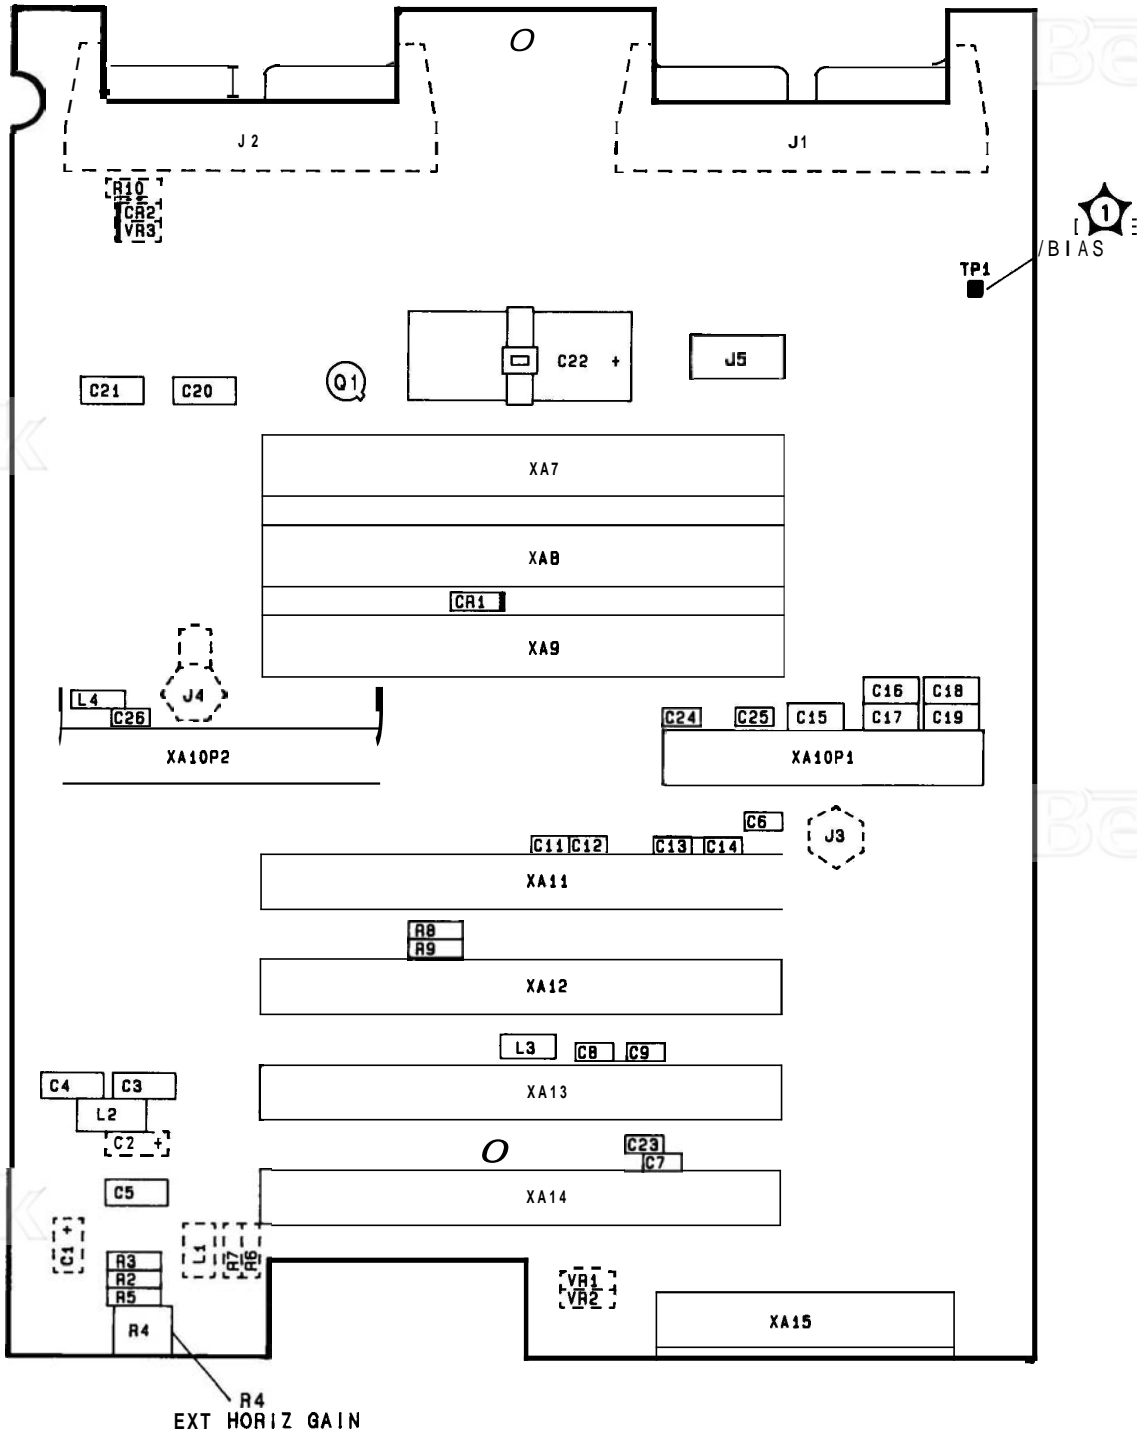 O
J2
J1
R10
CR2
VR3
1
/BIAS
TP1
C22 +
J5
C21
C20
Q1
XA7
XA8
CR1
XA9
L4
J4
C26
C16
C18
C24
C25
C15
C17
C19
XA10P2
XA10P1
C6
J3
C11
C12
C13
C14
XA11
R8
R9
XA12
L3
C8
C9
C4
C3
XA13
L2
C2 +
O
C23
C7
C5
XA14
C1 +
L1
R7
R6
R3
R2
R5
VR1
VR2
R4
XA15
R4
EXT HORIZ GAIN